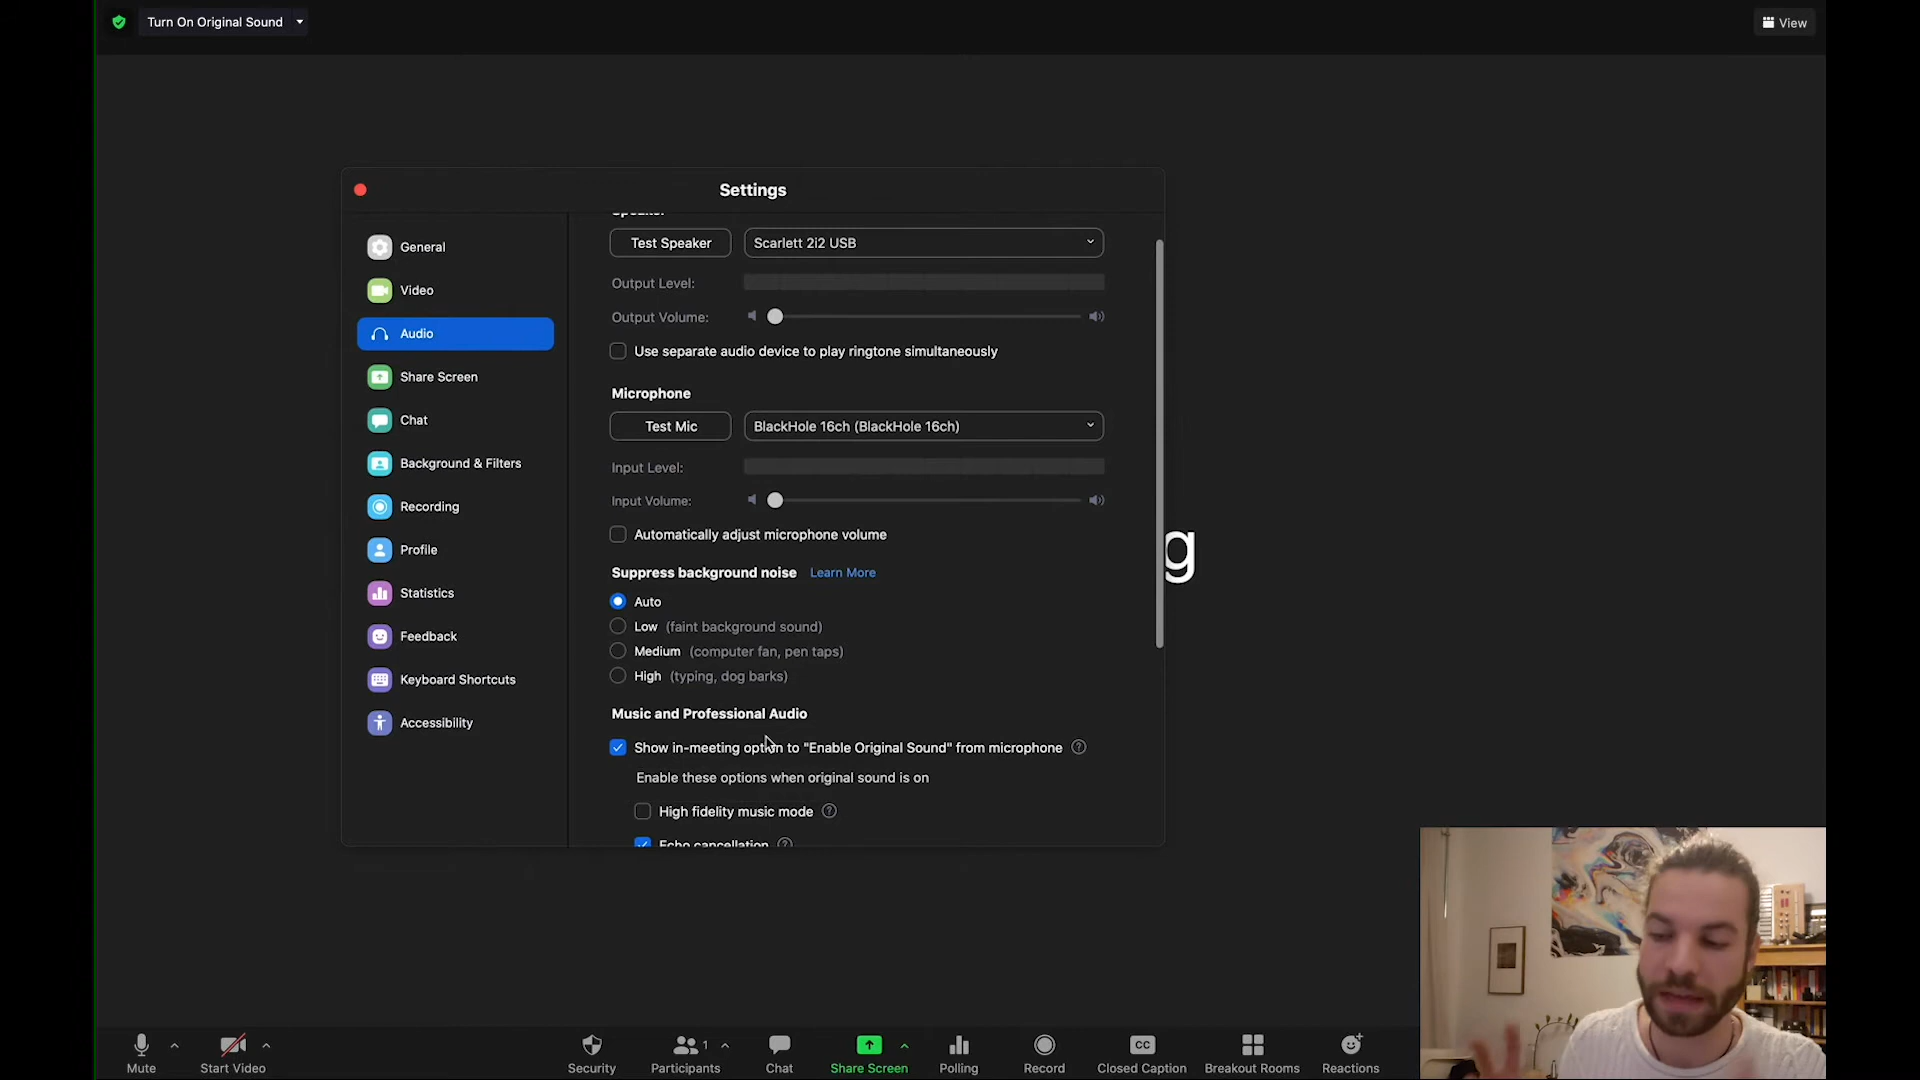 Turn On Original Sound
View
Settings
Speaker
General
Test Speaker
Scarlett 2i2 USB
Output Level:
Video
Output Volume:
Audio
Use separate audio device to play ringtone simultaneously
Share Screen
Microphone
Chat
Test Mic
BlackHole 16ch (BlackHole 16ch)
Background & Filters
Input Level:
Recording
Input Volume:
Automatically adjust microphone volume
Profile
g
Suppress background noise Learn More
Statistics
Auto
Low (faint background sound)
Feedback
Medium (computer fan, pen taps)
High (typing, dog barks)
Keyboard Shortcuts
Music and Professional Audio
Accessibility
Show in-meeting option to "Enable Original Sound" from microphone ?
Enable these options when original sound is on
High fidelity music mode ?
Echo cancellation ?
Mute
Start Video
Security
Participants 1
Chat
Share Screen
Polling
Record
CC
Closed Caption
Breakout Rooms
Reactions